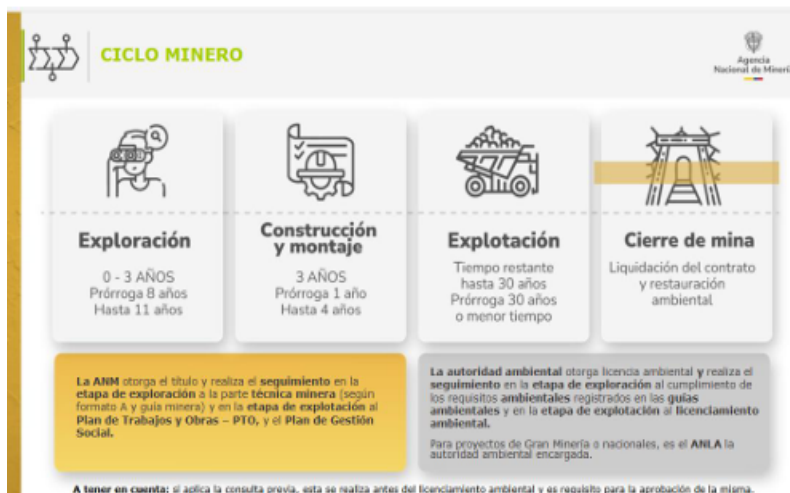 CICLO MINERO
Agencia
Nacional de Minería
Exploración
0 - 3 AÑOS
Prórroga 8 años
Hasta 11 años
Construcción
y montaje
3 AÑOS
Prórroga 1 año
Hasta 4 años
Explotación
Tiempo restante
hasta 30 años
Prórroga 30 años
o menor tiempo
Cierre de mina
Liquidación del contrato
y restauración
ambiental
La ANM otorga el título y realiza el seguimiento en la
etapa de exploración a la parte técnica minera (según
formato A y guía minera) y en la etapa de explotación al
Plan de Trabajos y Obras – PTO, y el Plan de Gestión
Social.
La autoridad ambiental otorga licencia ambiental y realiza el
seguimiento en la etapa de exploración al cumplimiento de
los requisitos ambientales registrados en las guías
ambientales y en la etapa de explotación al licenciamiento
ambiental.
Para proyectos de Gran Minería o nacionales, es el ANLA la
autoridad ambiental encargada.
A tener en cuenta: si aplica la consulta previa, esta se realiza antes del licenciamiento ambiental y es requisito para la aprobación de la misma.